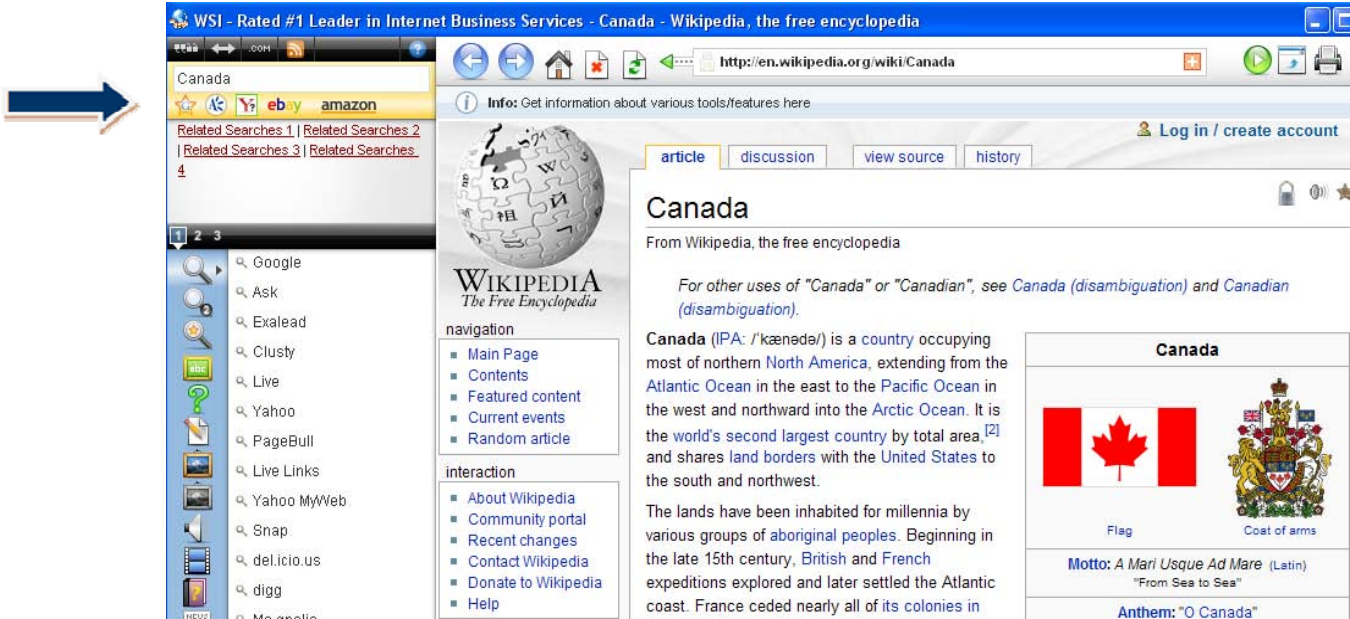 WSI - Rated #1 Leader in Internet Business Services - Canada - Wikipedia, the free encyclopedia
.com
Canada
ebay amazon
Related Searches 1 | Related Searches 2
| Related Searches 3 | Related Searches
4
1 2 3
Google
Ask
Exalead
Clusty
Live
Yahoo
PageBull
Live Links
Yahoo MyWeb
Snap
del.icio.us
digg
abc
NEWS
http://en.wikipedia.org/wiki/Canada
Info: Get information about various tools/features here
WIKIPEDIA
The Free Encyclopedia
navigation
Main Page
Contents
Featured content
Current events
Random article
interaction
About Wikipedia
Community portal
Recent changes
Contact Wikipedia
Donate to Wikipedia
Help
Log in / create account
article discussion view source history
Canada
From Wikipedia, the free encyclopedia
For other uses of "Canada" or "Canadian", see Canada (disambiguation) and Canadian
(disambiguation).
Canada (IPA: /ˈkænədə/) is a country occupying
most of northern North America, extending from the
Atlantic Ocean in the east to the Pacific Ocean in
the west and northward into the Arctic Ocean. It is
the world's second largest country by total area,[2]
and shares land borders with the United States to
the south and northwest.
The lands have been inhabited for millennia by
various groups of aboriginal peoples. Beginning in
the late 15th century, British and French
expeditions explored and later settled the Atlantic
coast. France ceded nearly all of its colonies in
Canada
Flag Coat of arms
Motto: A Mari Usque Ad Mare (Latin)
"From Sea to Sea"
Anthem: "O Canada"